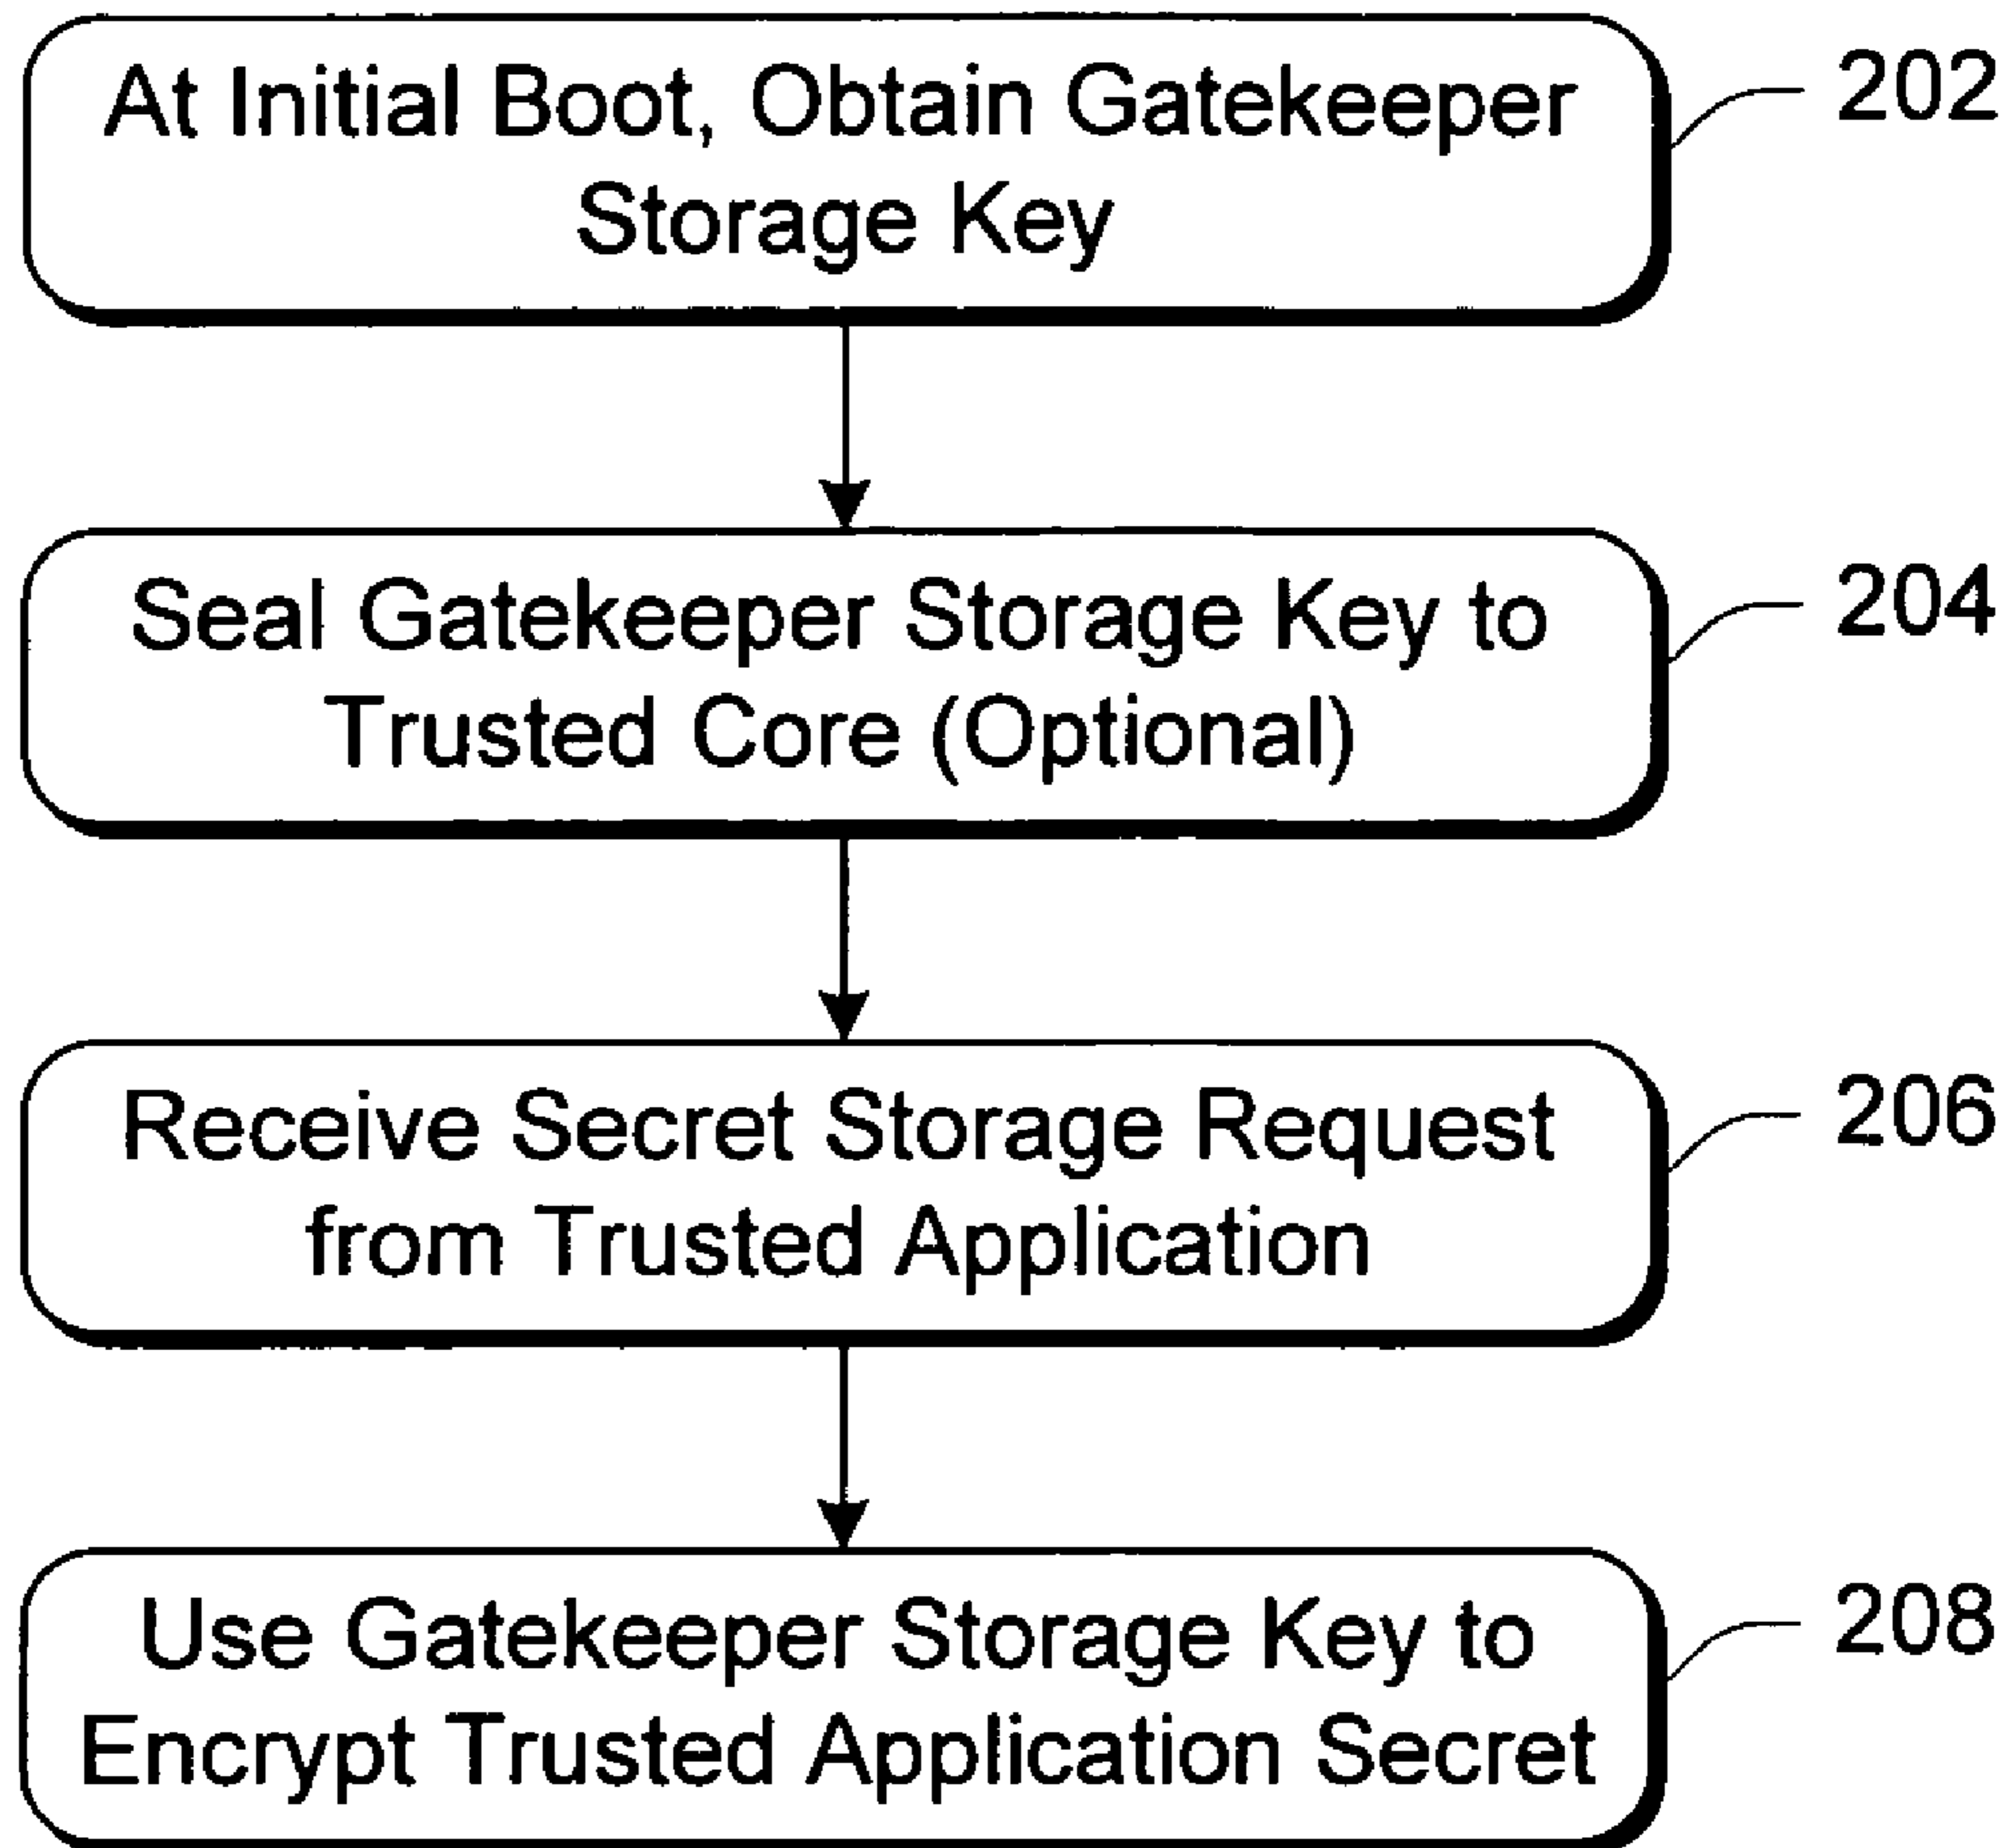 At Initial Boot, Obtain Gatekeeper
Storage Key
202
Seal Gatekeeper Storage Key to
Trusted Core (Optional)
204
Receive Secret Storage Request
from Trusted Application
206
Use Gatekeeper Storage Key to
Encrypt Trusted Application Secret
208